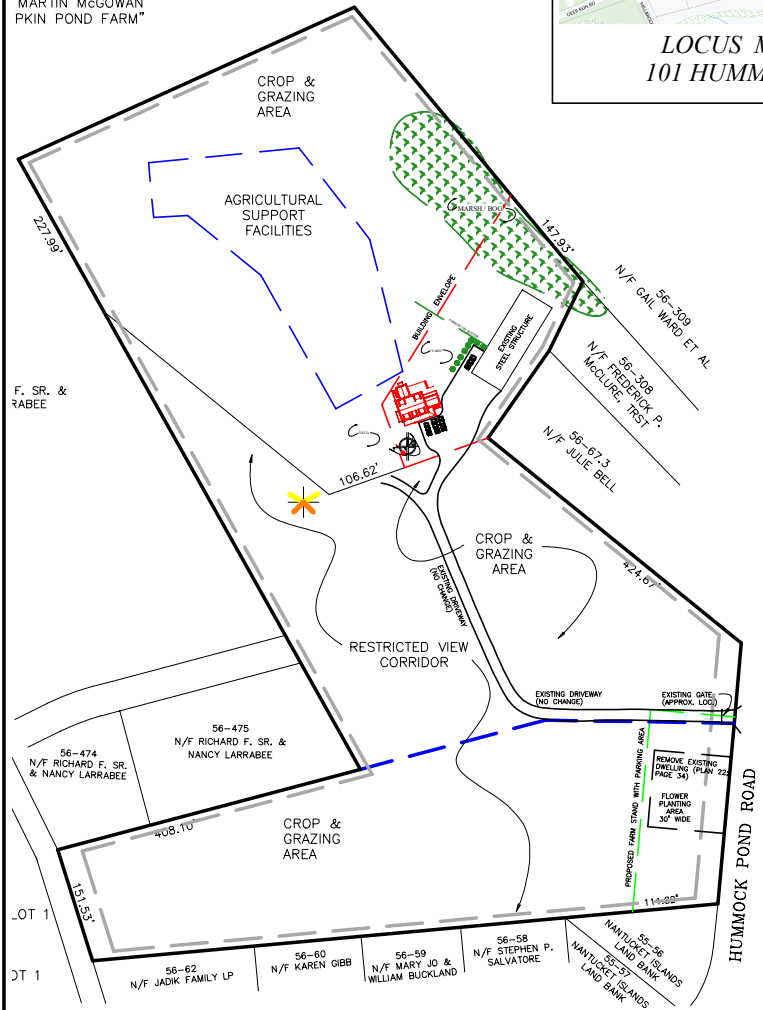 MARTIN McGOWAN
PKIN POND FARM"
DEER RUN RD
LOCUS M
101 HUMM
CROP &
GRAZING
AREA
AGRICULTURAL
SUPPORT
FACILITIES
MARSH / BOG
227.99'
147.93'
56-309
N/F GAIL WARD ET AL
BUILDING ENVELOPE
EXISTING
STEEL STRUCTURE
56-308
N/F FREDERICK P.
McCLURE, TRST
F. SR. &
RABEE
56-67.3
N/F JULIE BELL
106.62'
CROP &
GRAZING
AREA
424.67'
EXISTING DRIVEWAY
(NO CHANGE)
RESTRICTED VIEW
CORRIDOR
EXISTING DRIVEWAY
(NO CHANGE)
EXISTING GATE
(APPROX. LOC.)
56-474
N/F RICHARD F. SR.
& NANCY LARRABEE
56-475
N/F RICHARD F. SR. &
NANCY LARRABEE
REMOVE EXISTING
DWELLING (PLAN 22,
PAGE 34)
FLOWER
PLANTING
AREA
30' WIDE
PROPOSED FARM STAND WITH PARKING AREA
HUMMOCK POND ROAD
408.10'
CROP &
GRAZING
AREA
151.53'
LOT 1
OT 1
56-62
N/F JADIK FAMILY LP
56-60
N/F KAREN GIBB
56-59
N/F MARY JO &
WILLIAM BUCKLAND
56-58
N/F STEPHEN P.
SALVATORE
55-56
NANTUCKET ISLANDS
LAND BANK
55-57
NANTUCKET ISLANDS
LAND BANK